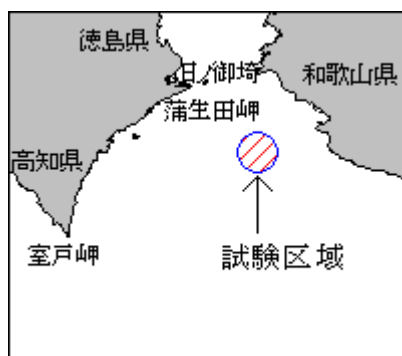 徳島県
日ノ御埼
和歌山県
蒲生田岬
高知県
室戸岬
試験区域